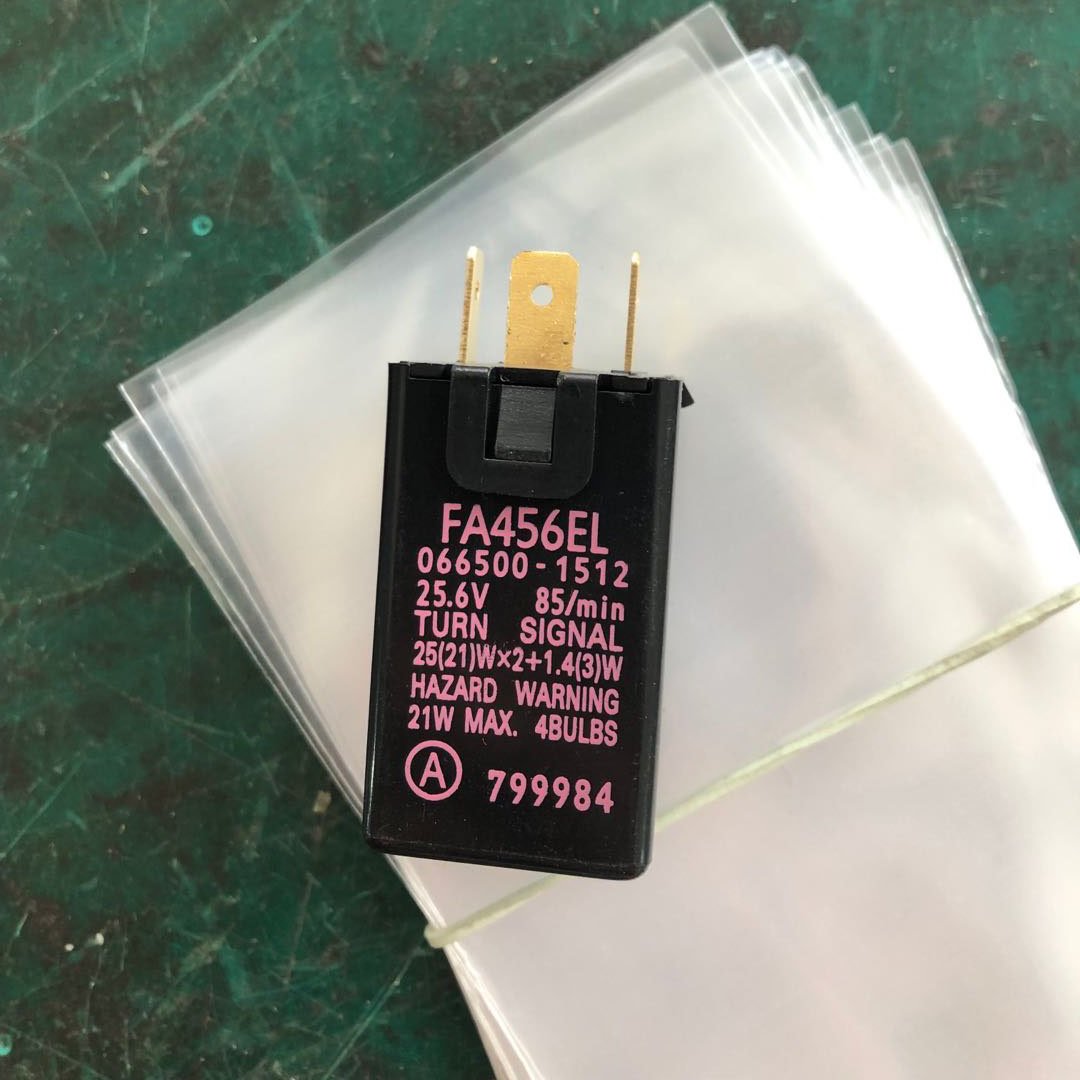 FA456EL
066500-1512
25.6V 85/min
TURN SIGNAL
25(21)W×2+1.4(3)W
HAZARD WARNING
21W MAX. 4BULBS
A 799984